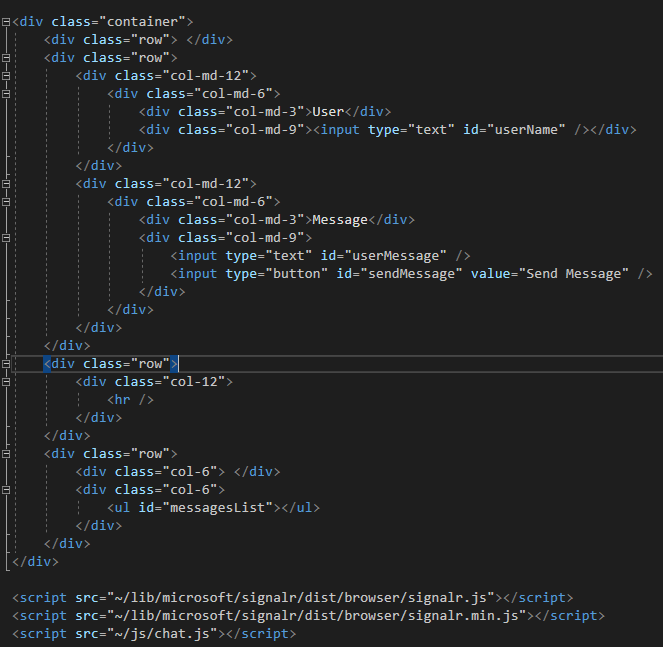 <div class="container">
    <div class="row"> </div>
    <div class="row">
        <div class="col-md-12">
            <div class="col-md-6">
                <div class="col-md-3">User</div>
                <div class="col-md-9"><input type="text" id="userName" /></div>
            </div>
        </div>
        <div class="col-md-12">
            <div class="col-md-6">
                <div class="col-md-3">Message</div>
                <div class="col-md-9">
                    <input type="text" id="userMessage" />
                    <input type="button" id="sendMessage" value="Send Message" />
                </div>
            </div>
        </div>
    </div>
    <div class="row">
        <div class="col-12">
            <hr />
        </div>
    </div>
    <div class="row">
        <div class="col-6"> </div>
        <div class="col-6">
            <ul id="messagesList"></ul>
        </div>
    </div>
</div>

<script src="~/lib/microsoft/signalr/dist/browser/signalr.js"></script>
<script src="~/lib/microsoft/signalr/dist/browser/signalr.min.js"></script>
<script src="~/js/chat.js"></script>